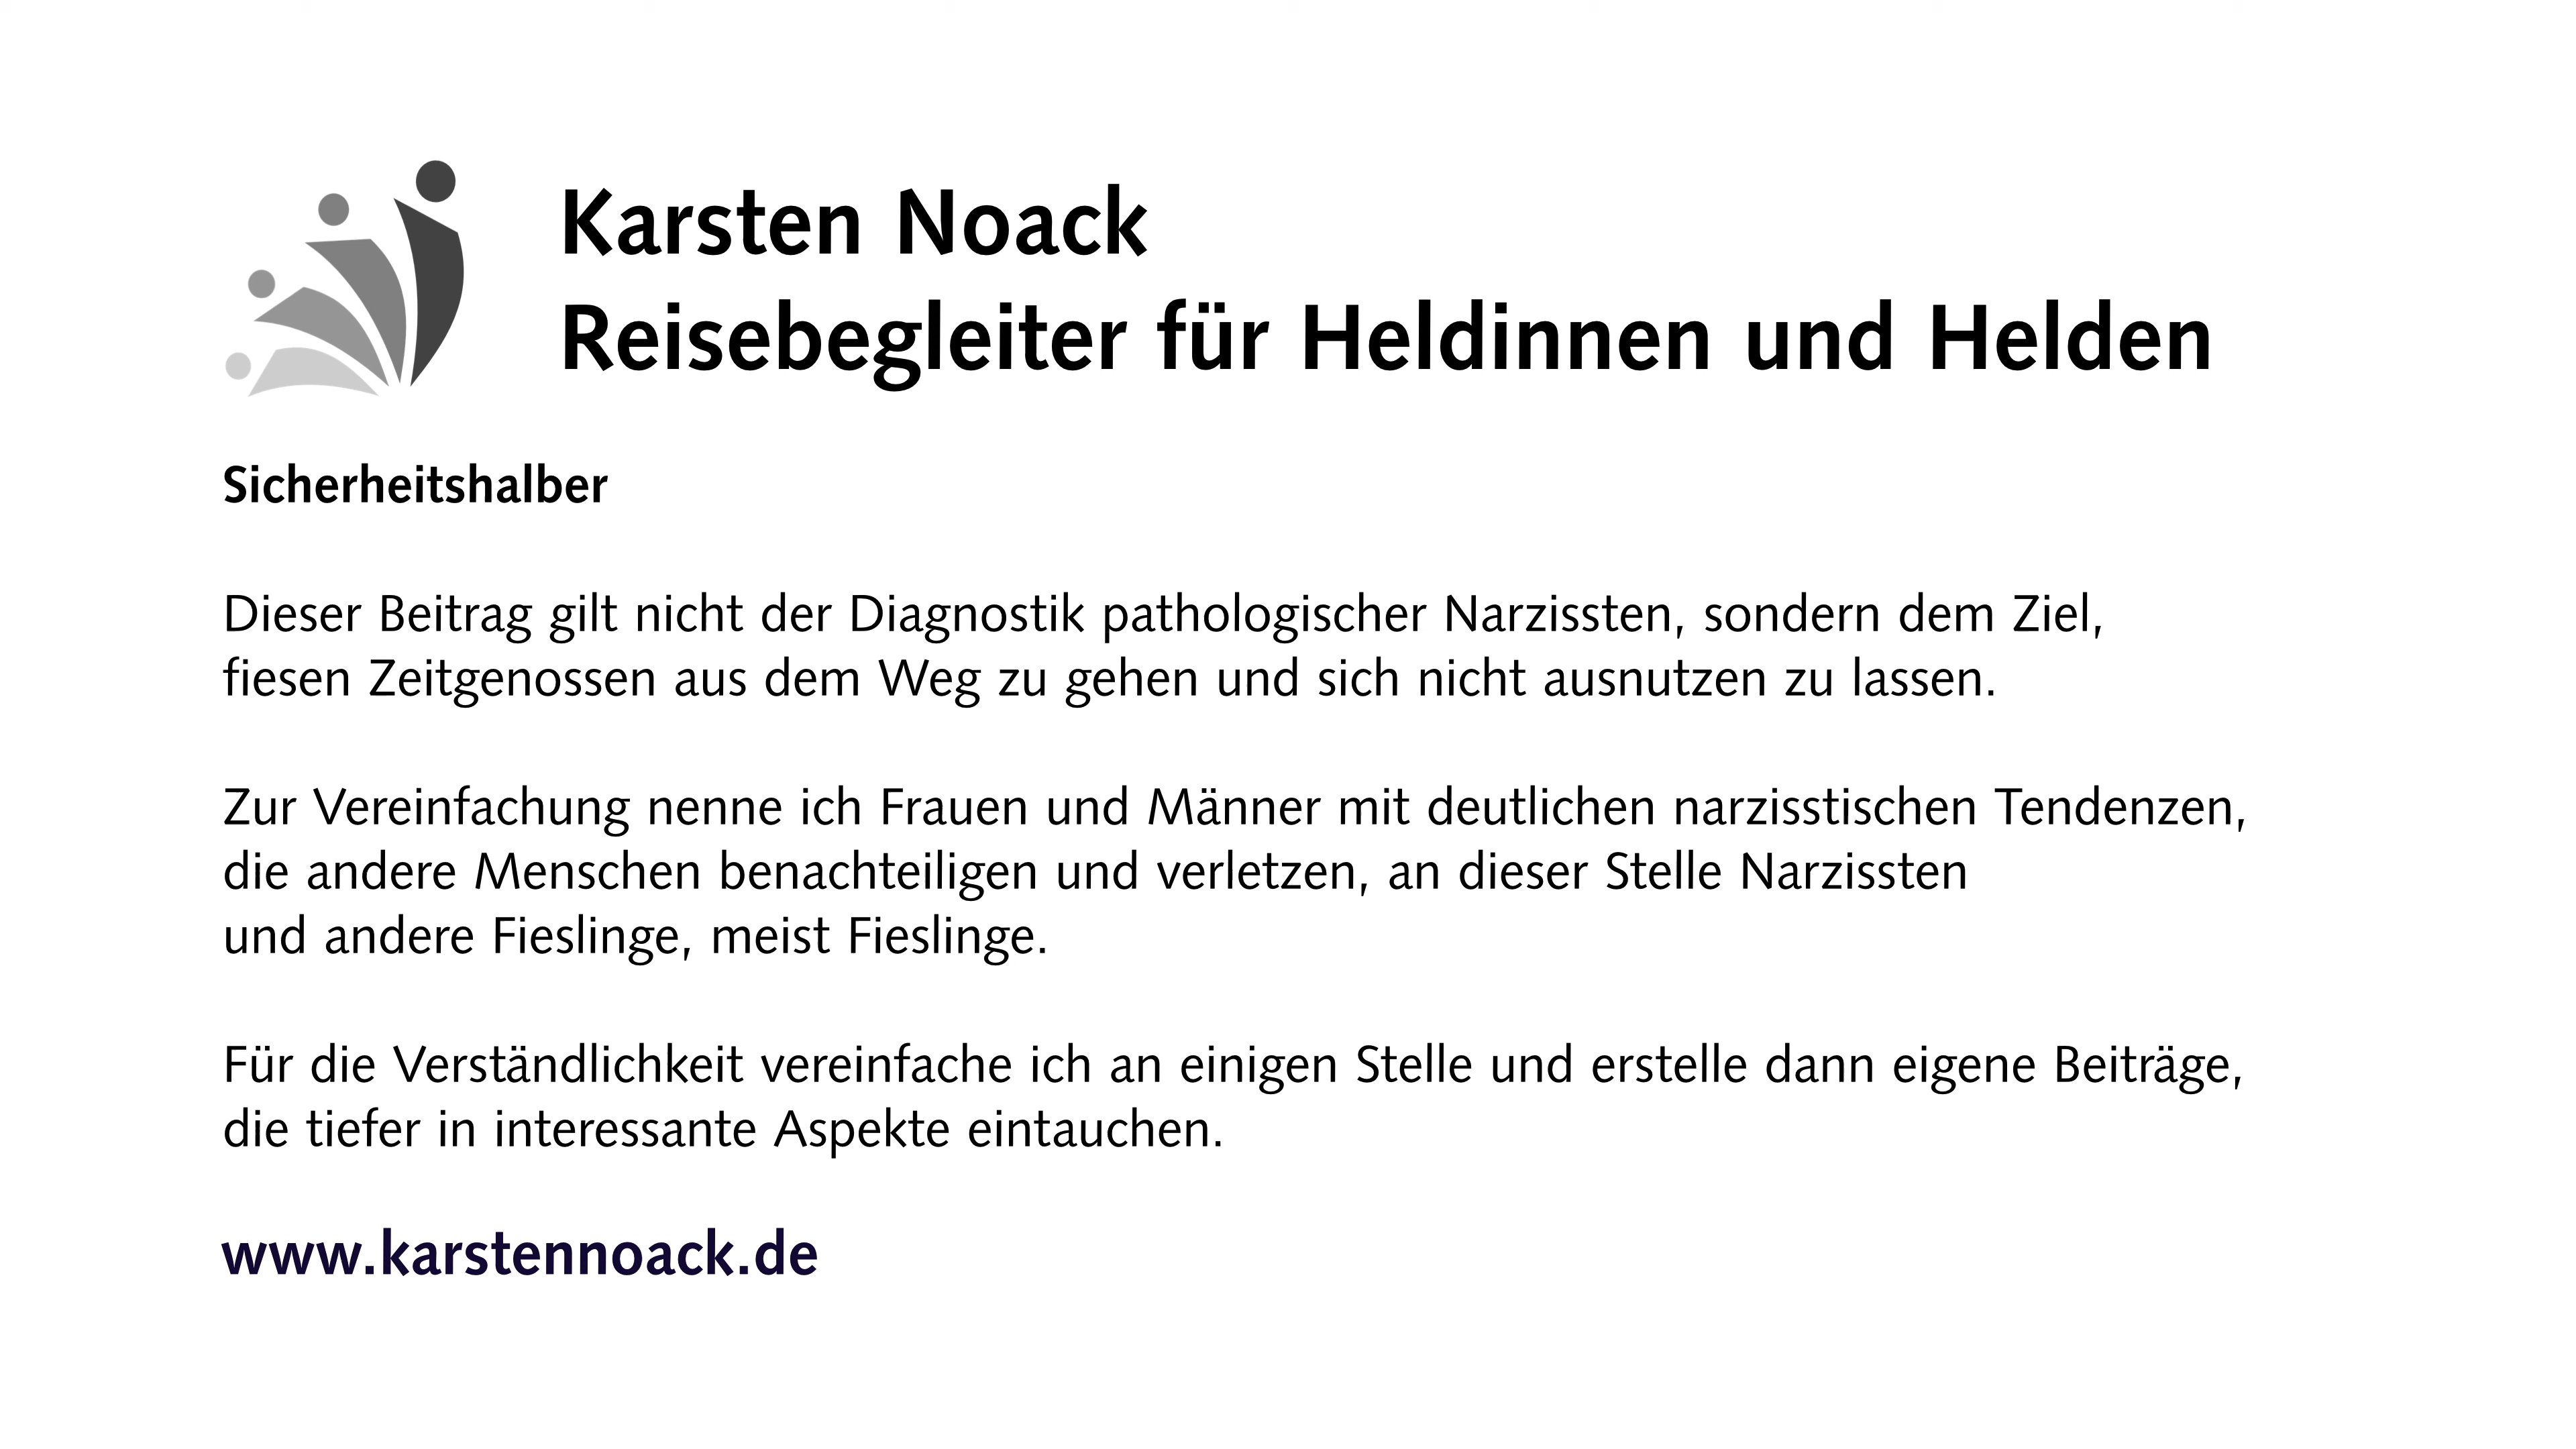 Karsten Noack
Reisebegleiter für Heldinnen und Helden
Sicherheitshalber
Dieser Beitrag gilt nicht der Diagnostik pathologischer Narzissten, sondern dem Ziel,
fiesen Zeitgenossen aus dem Weg zu gehen und sich nicht ausnutzen zu lassen.
Zur Vereinfachung nenne ich Frauen und Männer mit deutlichen narzisstischen Tendenzen,
die andere Menschen benachteiligen und verletzen, an dieser Stelle Narzissten
und andere Fieslinge, meist Fieslinge.
Für die Verständlichkeit vereinfache ich an einigen Stelle und erstelle dann eigene Beiträge,
die tiefer in interessante Aspekte eintauchen.
www.karstennoack.de